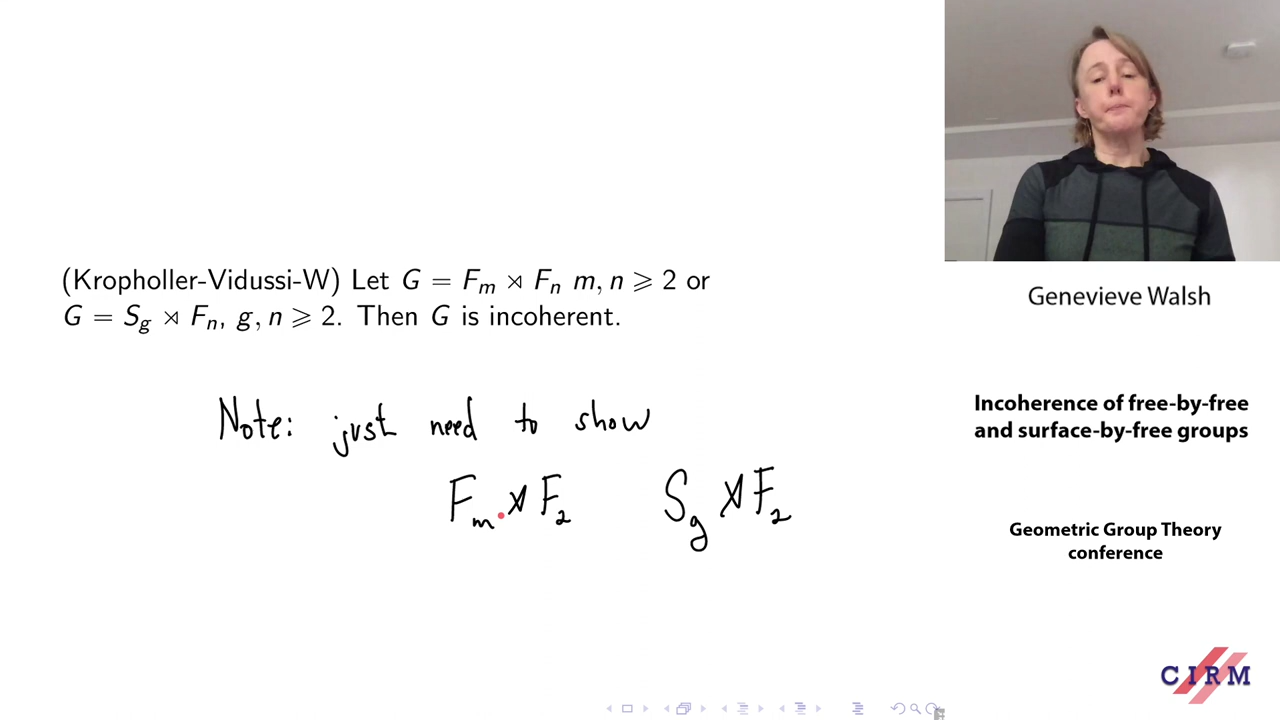 (Kropholler-Vidussi-W) Let G = F_m ⋊ F_n m, n ⩾ 2 or
G = S_g ⋊ F_n, g, n ⩾ 2. Then G is incoherent.
Note: just need to show
F_m ⋊ F_2 S_g ⋊ F_2
Genevieve Walsh
Incoherence of free-by-free
and surface-by-free groups
Geometric Group Theory
conference
CIRM